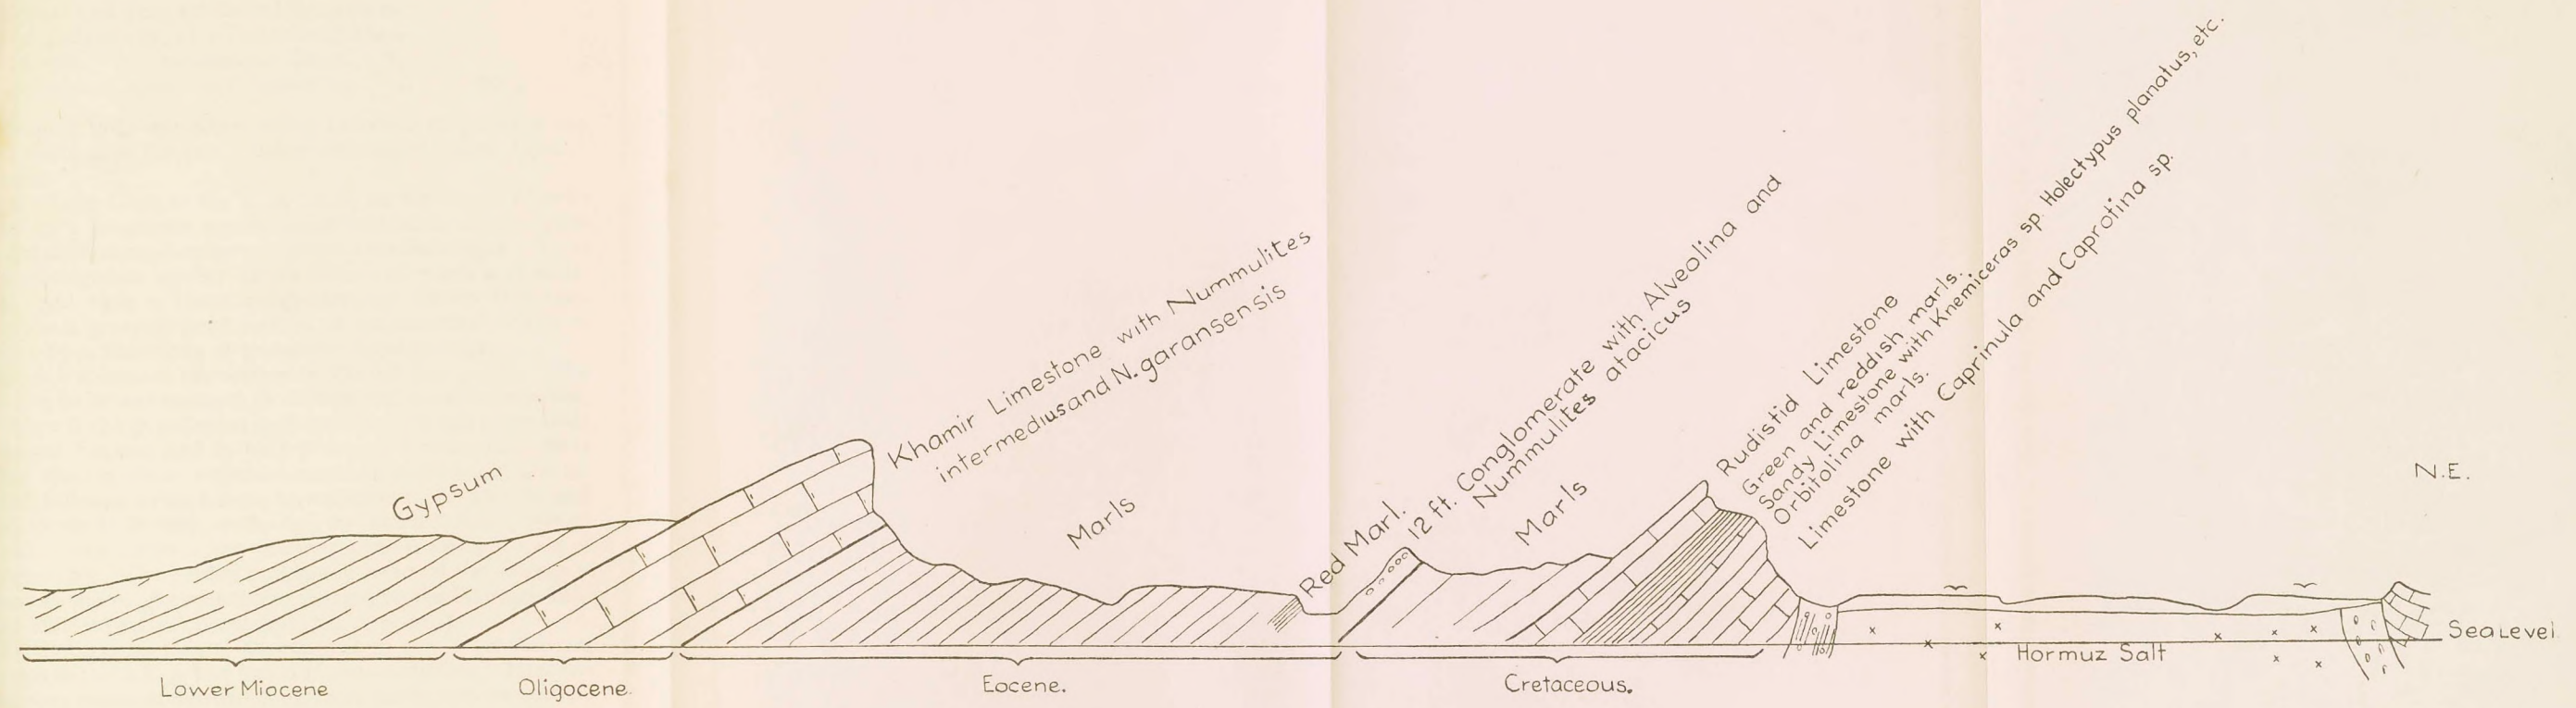 Gypsum
Khamir Limestone with Nummulites
intermedius and N. garansensis
Marls
Red Marl.
12 ft. Conglomerate with Alveolina and
Nummulites atacicus
Marls
Rudistid Limestone
Green and reddish marls.
Sandy Limestone with Knemiceras sp. Holectypus planatus, etc.
Orbitolina marls.
Limestone with Caprinula and Caprotina sp.
N.E.
Sea Level
Hormuz Salt
Lower Miocene
Oligocene.
Eocene.
Cretaceous.